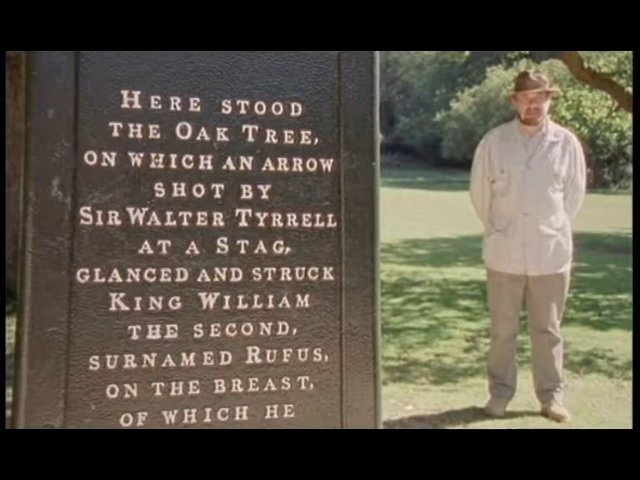 Here stood
the Oak Tree,
on which an arrow
shot by
Sir Walter Tyrrell
at a Stag,
glanced and struck
King William
the second,
surnamed Rufus,
on the breast,
of which he